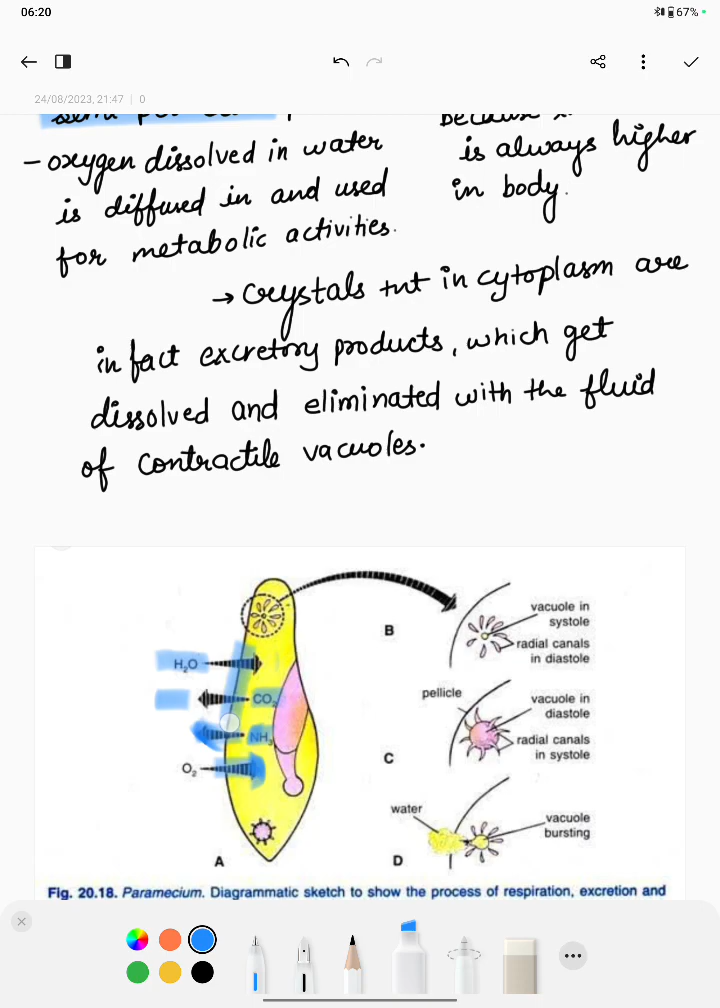 06:20
67%
24/08/2023, 21:47 | 0
semi
because
- oxygen dissolved in water
is diffused in and used
for metabolic activities.
is always higher
in body.
→ Crystals tnt in cytoplasm are
in fact excretory products, which get
dissolved and eliminated with the fluid
of contractile vacuoles.
H₂O
CO₂
NH₃
O₂
A
B
vacuole in
systole
radial canals
in diastole
pellicle
C
vacuole in
diastole
radial canals
in systole
water
D
vacuole
bursting
Fig. 20.18. Paramecium. Diagrammatic sketch to show the process of respiration, excretion and